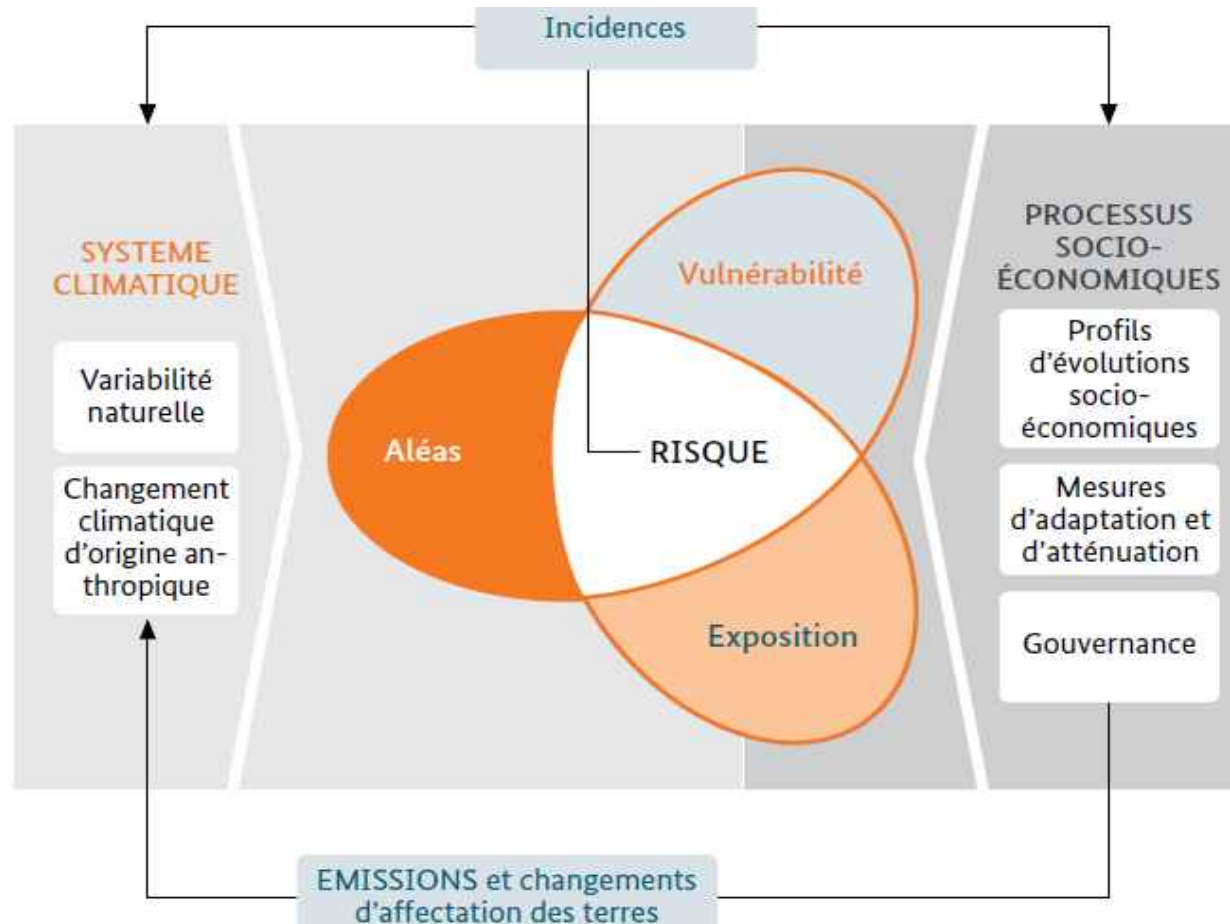 Incidences
SYSTEME
CLIMATIQUE
Variabilité
naturelle
Changement
climatique
d'origine an-
thropique
Aléas
Vulnérabilité
RISQUE
Exposition
PROCESSUS
SOCIO-
ÉCONOMIQUES
Profils
d'évolutions
socio-
économiques
Mesures
d'adaptation et
d'atténuation
Gouvernance
EMISSIONS et changements
d'affectation des terres